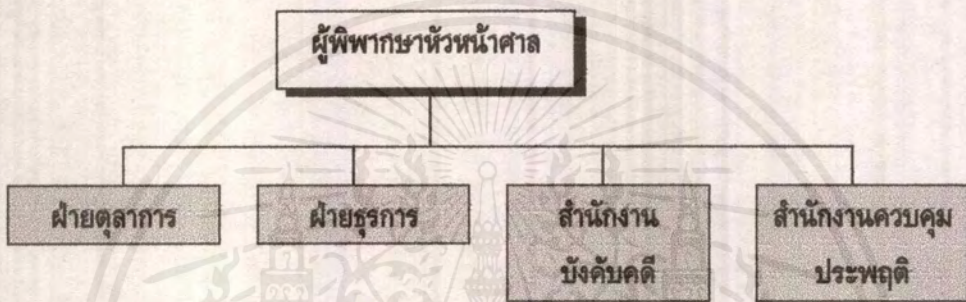 ผู้พิพากษาหัวหน้าศาล
ฝ่ายตุลาการ
ฝ่ายธุรการ
สำนักงาน
บังคับคดี
สำนักงานควบคุม
ประพฤติ